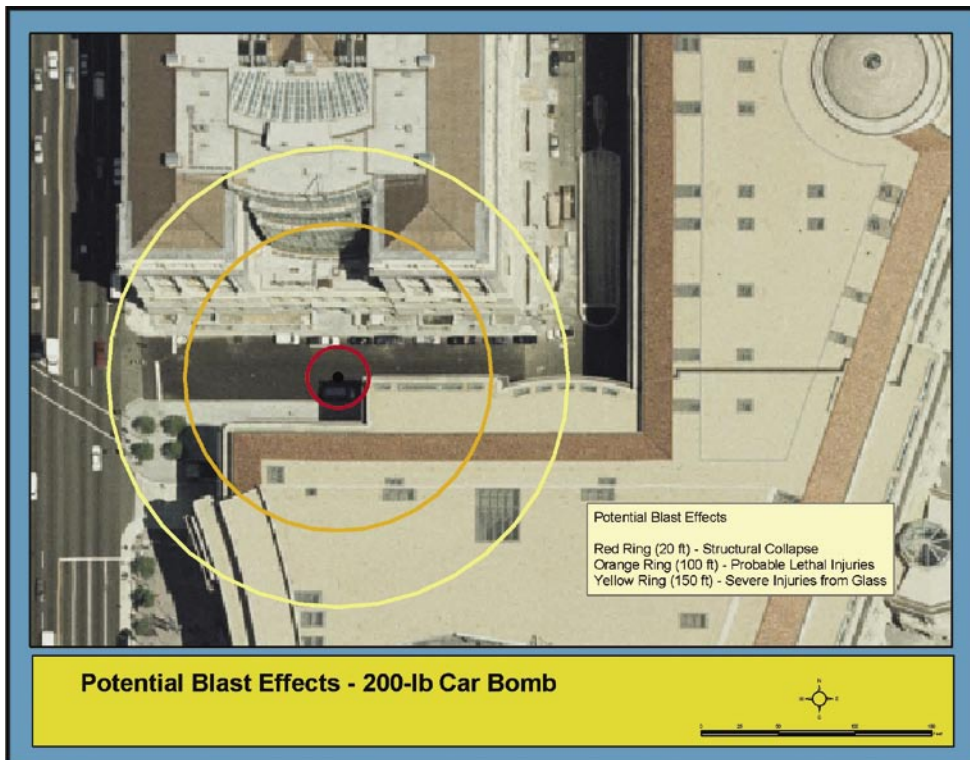 Potential Blast Effects
Red Ring (20 ft) - Structural Collapse
Orange Ring (100 ft) - Probable Lethal Injuries
Yellow Ring (150 ft) - Severe Injuries from Glass
Potential Blast Effects - 200-lb Car Bomb
N
S
0